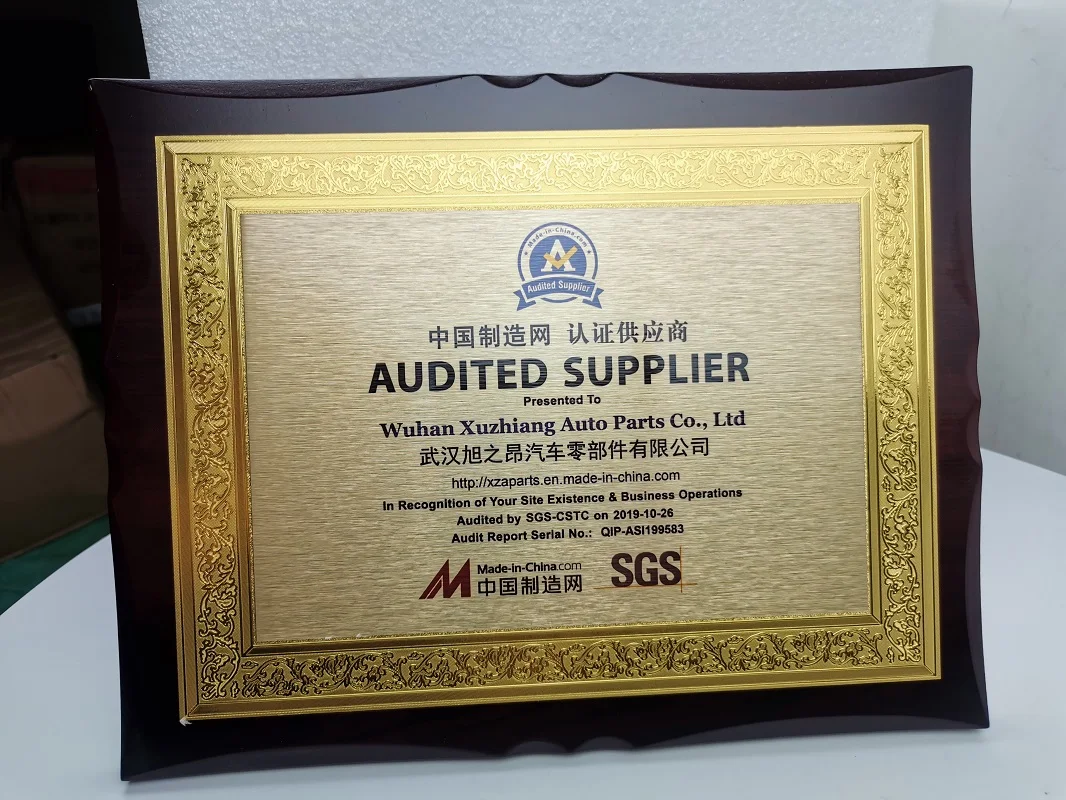 Made-in-China.com
A
Audited Supplier
中国制造网 认证供应商
AUDITED SUPPLIER
Presented To
Wuhan Xuzhiang Auto Parts Co., Ltd
武汉旭之昂汽车零部件有限公司
http://xzaparts.en.made-in-china.com
In Recognition of Your Site Existence & Business Operations
Audited by SGS-CSTC on 2019-10-26
Audit Report Serial No.: QIP-ASI199583
Made-in-China.com
中国制造网
SGS